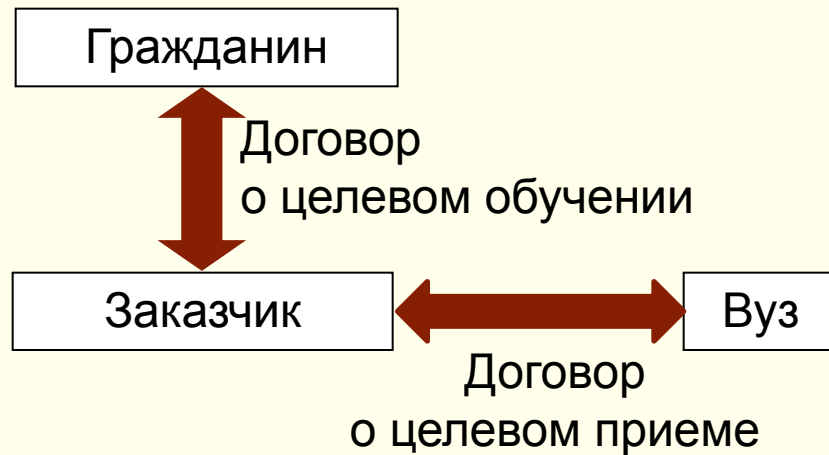 Гражданин
Договор
о целевом обучении
Заказчик
Вуз
Договор
о целевом приеме